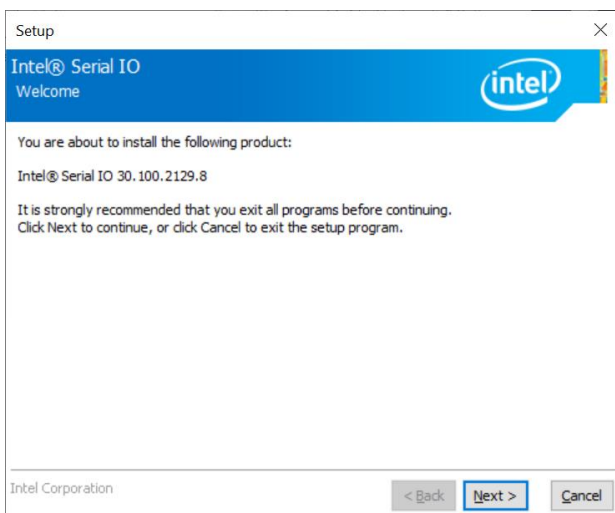 Setup
Intel® Serial IO
Welcome
intel
You are about to install the following product:
Intel® Serial IO 30.100.2129.8
It is strongly recommended that you exit all programs before continuing.
Click Next to continue, or click Cancel to exit the setup program.
Intel Corporation
< Back Next > Cancel